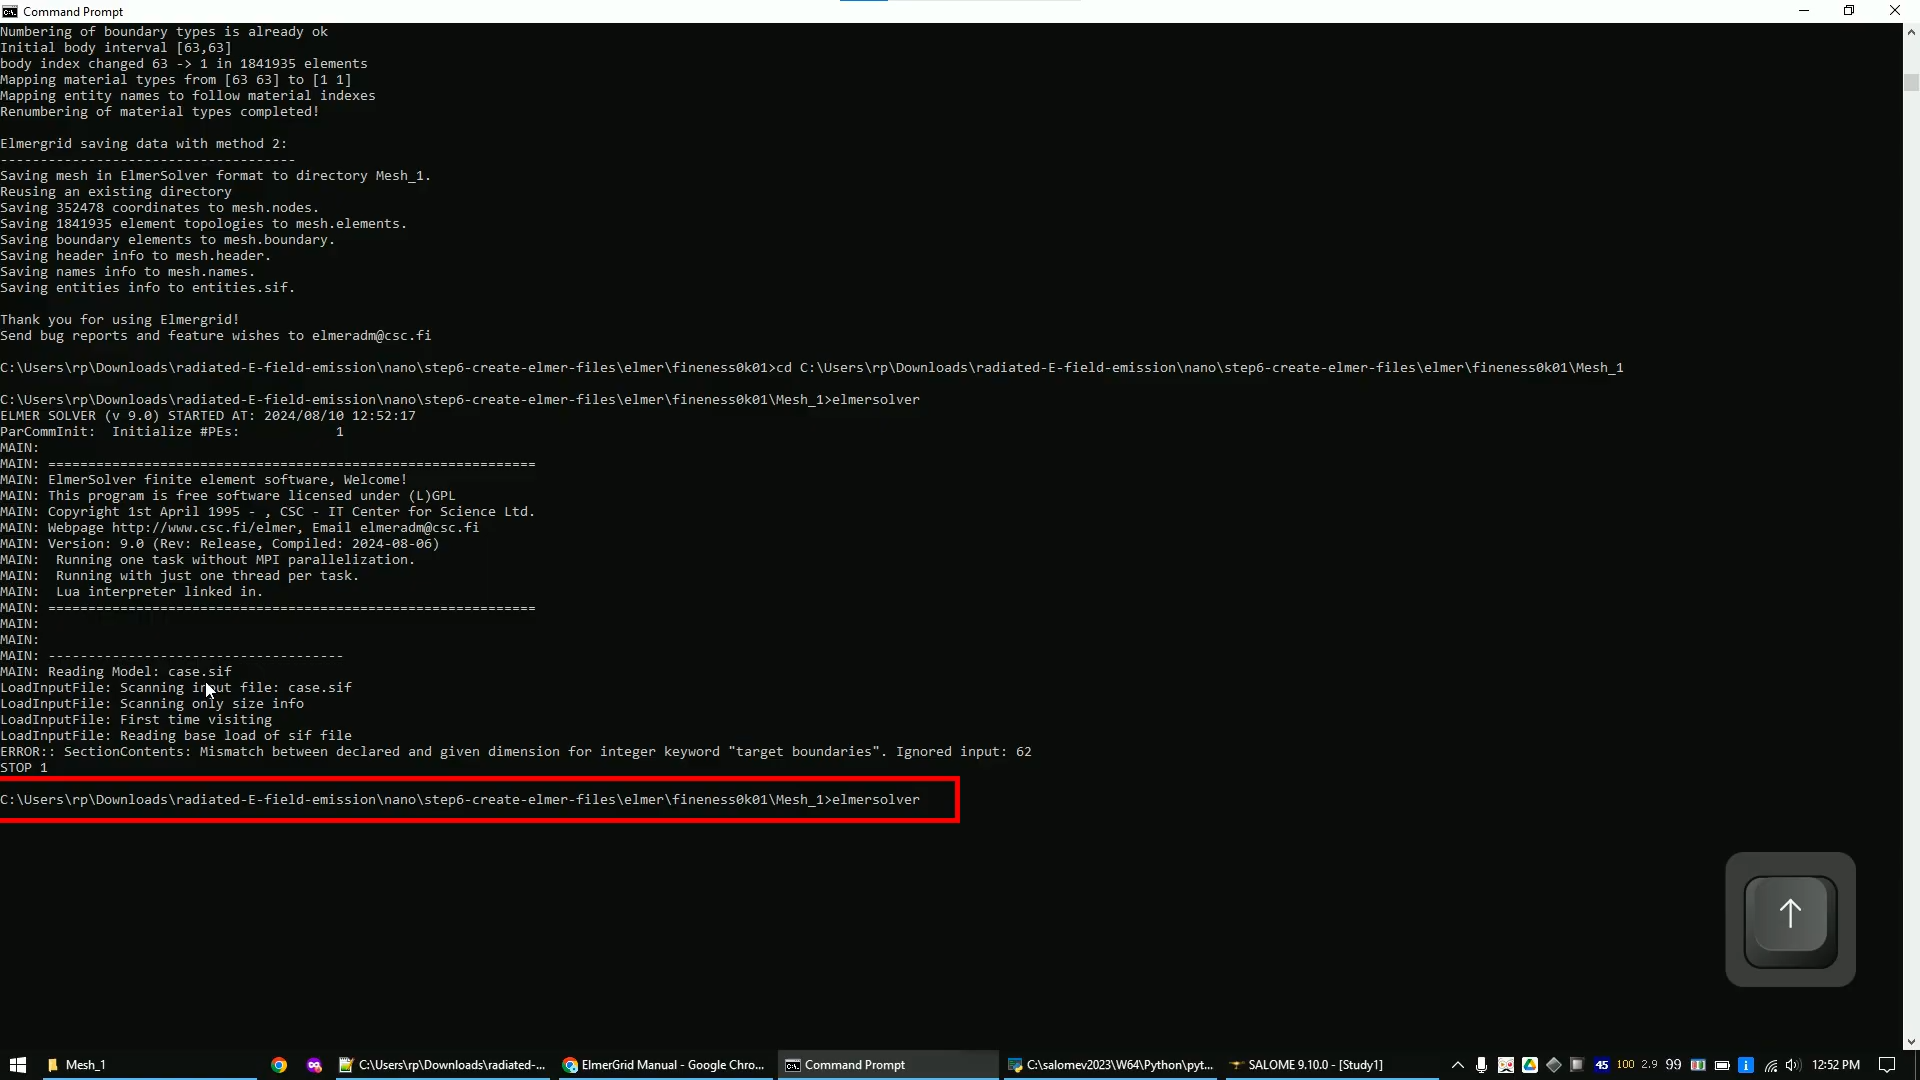 Command Prompt
Numbering of boundary types is already ok
Initial body interval [63,63]
body index changed 63 -> 1 in 1841935 elements
Mapping material types from [63 63] to [1 1]
Mapping entity names to follow material indexes
Renumbering of material types completed!
Elmergrid saving data with method 2:
-------------------------------------
Saving mesh in ElmerSolver format to directory Mesh_1.
Reusing an existing directory
Saving 352478 coordinates to mesh.nodes.
Saving 1841935 element topologies to mesh.elements.
Saving boundary elements to mesh.boundary.
Saving header info to mesh.header.
Saving names info to mesh.names.
Saving entities info to entities.sif.
Thank you for using Elmergrid!
Send bug reports and feature wishes to elmeradm@csc.fi
C:\Users\rp\Downloads\radiated-E-field-emission\nano\step6-create-elmer-files\elmer\fineness0k01>cd C:\Users\rp\Downloads\radiated-E-field-emission\nano\step6-create-elmer-files\elmer\fineness0k01\Mesh_1
C:\Users\rp\Downloads\radiated-E-field-emission\nano\step6-create-elmer-files\elmer\fineness0k01\Mesh_1>elmersolver
ELMER SOLVER (v 9.0) STARTED AT: 2024/08/10 12:52:17
ParCommInit:  Initialize #PEs:            1
MAIN:
MAIN: =============================================================
MAIN: ElmerSolver finite element software, Welcome!
MAIN: This program is free software licensed under (L)GPL
MAIN: Copyright 1st April 1995 - , CSC - IT Center for Science Ltd.
MAIN: Webpage http://www.csc.fi/elmer, Email elmeradm@csc.fi
MAIN: Version: 9.0 (Rev: Release, Compiled: 2024-08-06)
MAIN:  Running one task without MPI parallelization.
MAIN:  Running with just one thread per task.
MAIN:  Lua interpreter linked in.
MAIN: =============================================================
MAIN:
MAIN:
MAIN: -------------------------------------
MAIN: Reading Model: case.sif
LoadInputFile: Scanning input file: case.sif
LoadInputFile: Scanning only size info
LoadInputFile: First time visiting
LoadInputFile: Reading base load of sif file
ERROR:: SectionContents: Mismatch between declared and given dimension for integer keyword "target boundaries". Ignored input: 62
STOP 1
C:\Users\rp\Downloads\radiated-E-field-emission\nano\step6-create-elmer-files\elmer\fineness0k01\Mesh_1>elmersolver
↑
Mesh_1 C:\Users\rp\Downloads\radiated-... ElmerGrid Manual - Google Chro... Command Prompt C:\salomev2023\W64\Python\pyt... SALOME 9.10.0 - [Study1] 45 100 2.9 99 12:52 PM